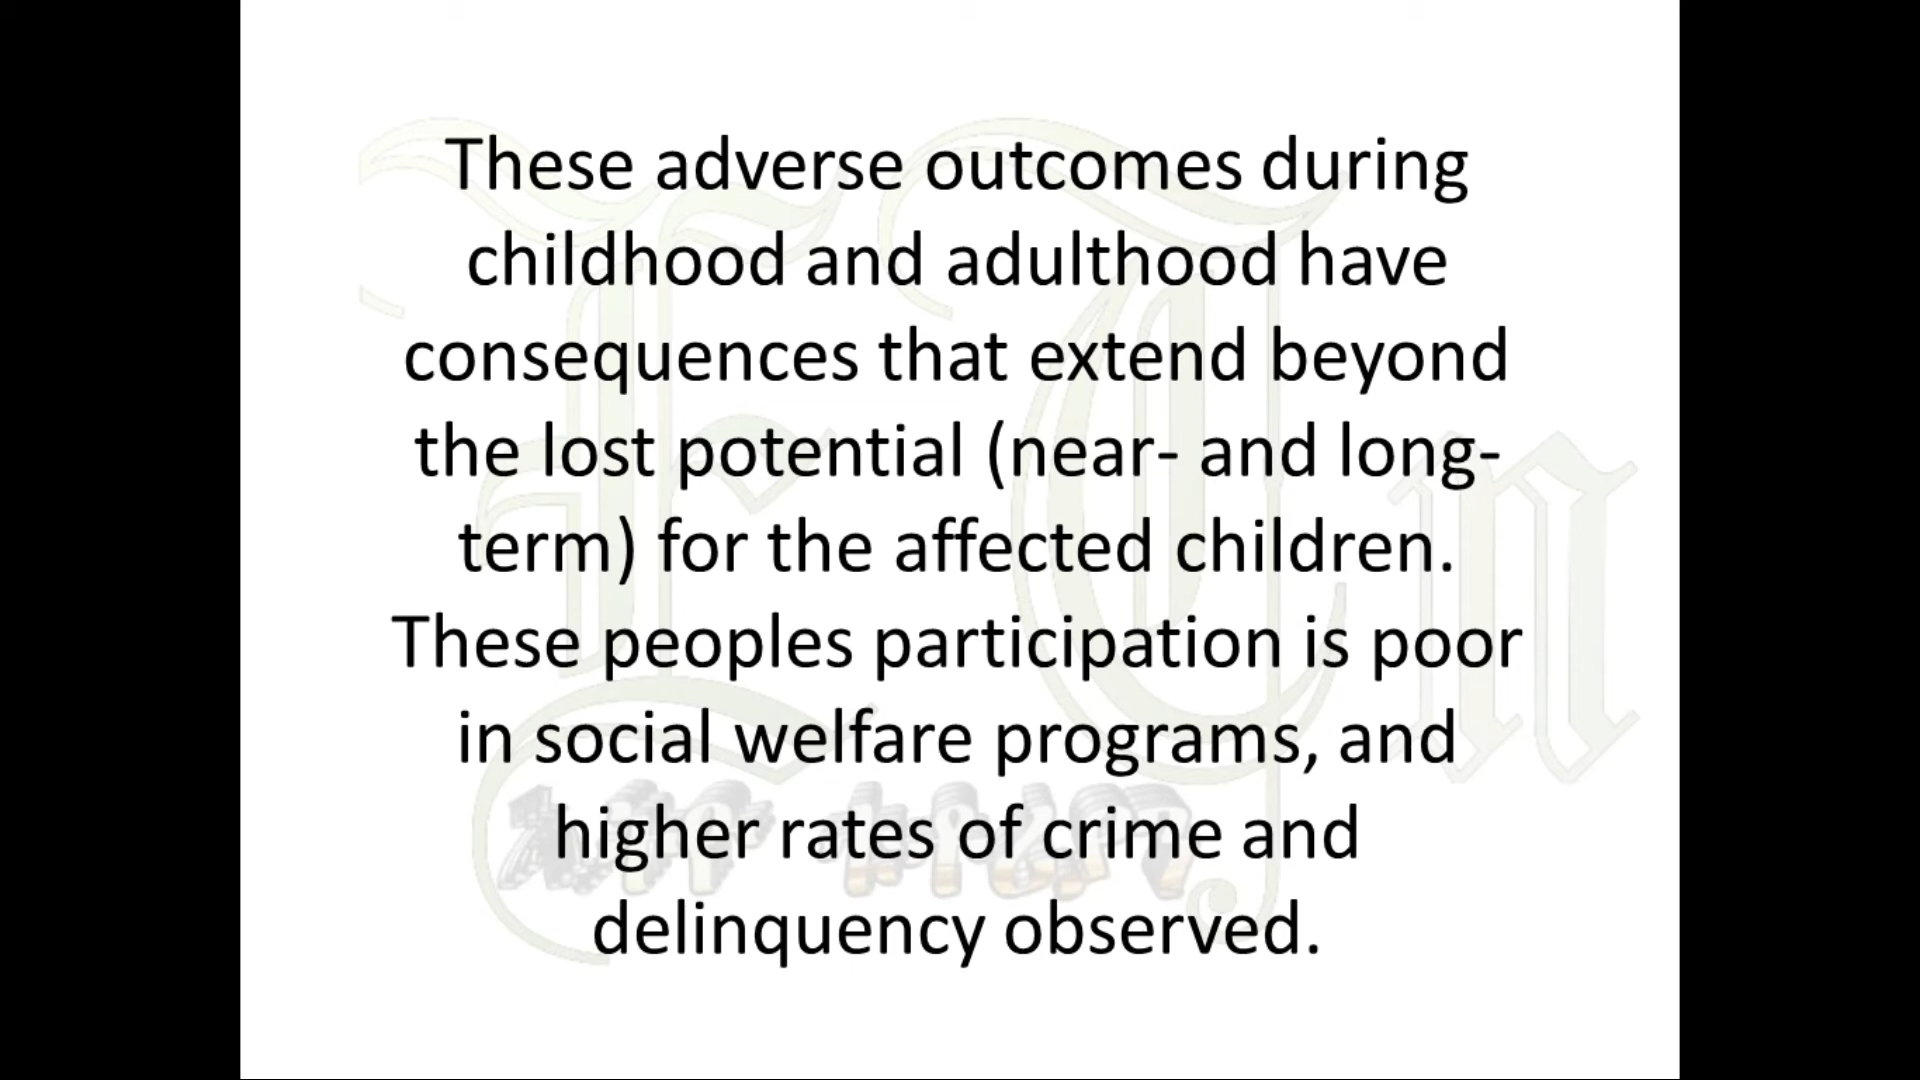 These adverse outcomes during
childhood and adulthood have
consequences that extend beyond
the lost potential (near- and long-
term) for the affected children.
These peoples participation is poor
in social welfare programs, and
higher rates of crime and
delinquency observed.